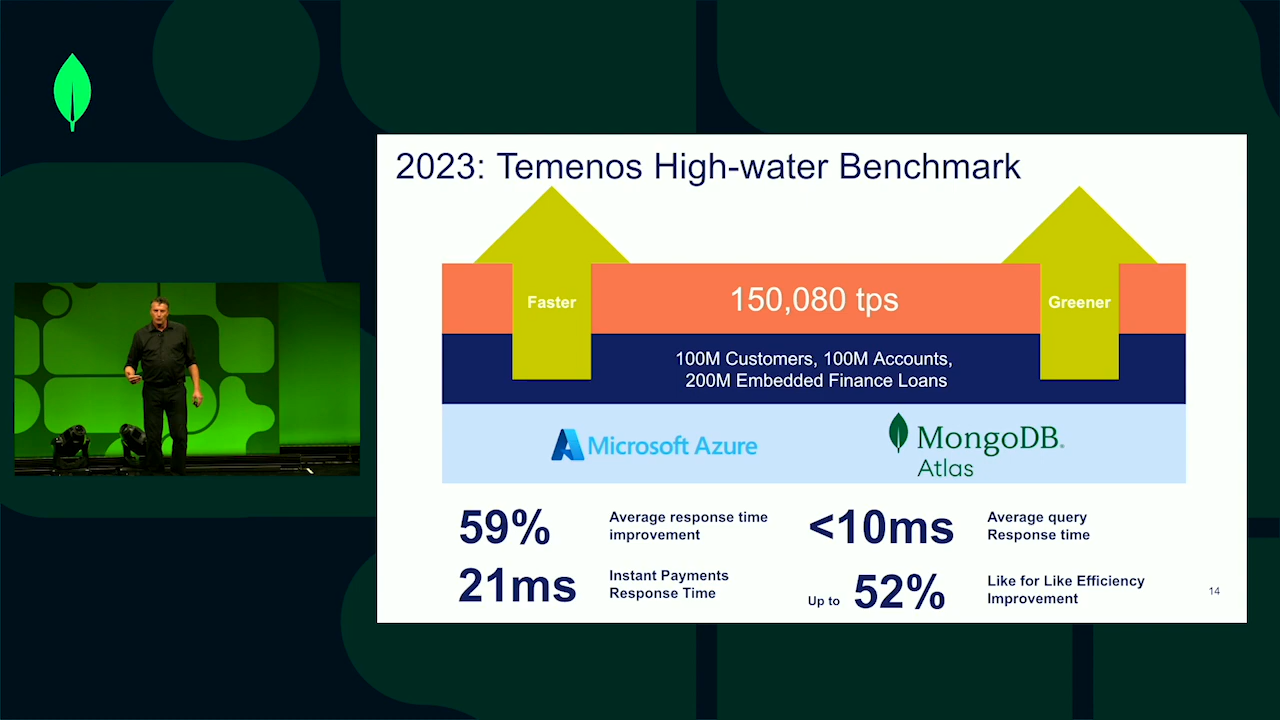 2023: Temenos High-water Benchmark
Faster
150,080 tps
Greener
100M Customers, 100M Accounts,
200M Embedded Finance Loans
Microsoft Azure
MongoDB.
Atlas
59%
Average response time
improvement
<10ms
Average query
Response time
21ms
Instant Payments
Response Time
Up to 52%
Like for Like Efficiency
Improvement
14